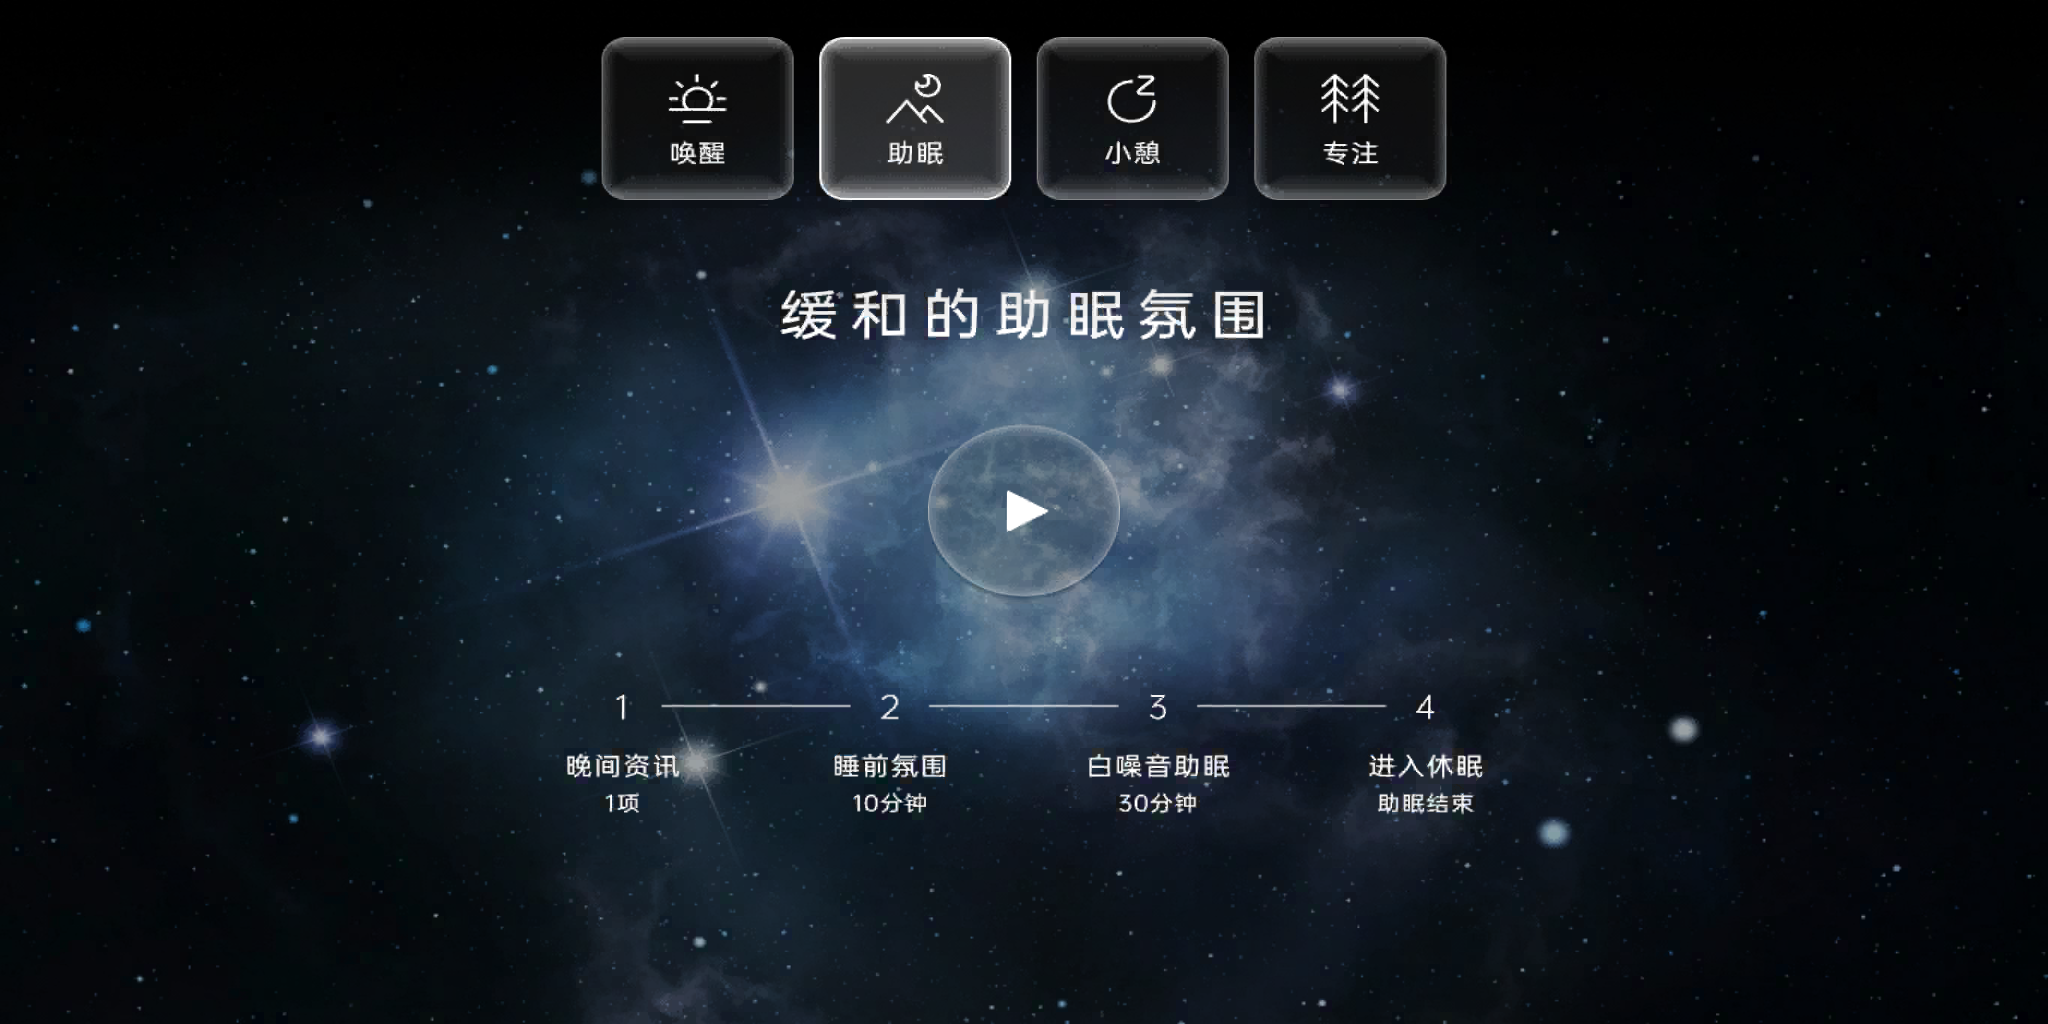 唤醒
助眠
小憩
专注
缓和的助眠氛围
1
2
3
4
晚间资讯
睡前氛围
白噪音助眠
进入休眠
1项
10分钟
30分钟
助眠结束